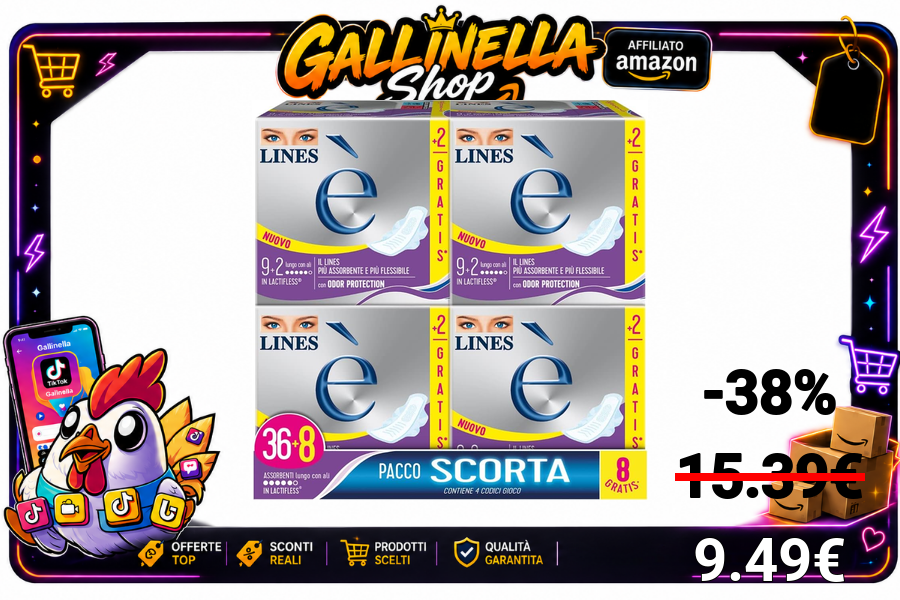 GALLINELLA
Shop
AFFILIATO
amazon
LINES è
+2 GRATIS*
NUOVO
9+2 lungo con ali
IN LACTIFLESS®
IL LINES
PIÙ ASSORBENTE E PIÙ FLESSIBILE
con ODOR PROTECTION
LINES è
+2 GRATIS*
NUOVO
9+2 lungo con ali
IN LACTIFLESS®
IL LINES
PIÙ ASSORBENTE E PIÙ FLESSIBILE
con ODOR PROTECTION
LINES è
+2 GRATIS
LINES è
+2 GRATIS
NUOVO
36+8
ASSORBENTI lungo con ali
IN LACTIFLESS®
PACCO SCORTA
CONTIENE 4 CODICI GIOCO
8
GRATIS*
Gallinella
TikTok
Gallinella
-38%
15.39€
9.49€
OFFERTE
TOP
SCONTI
REALI
PRODOTTI
SCELTI
QUALITÀ
GARANTITA